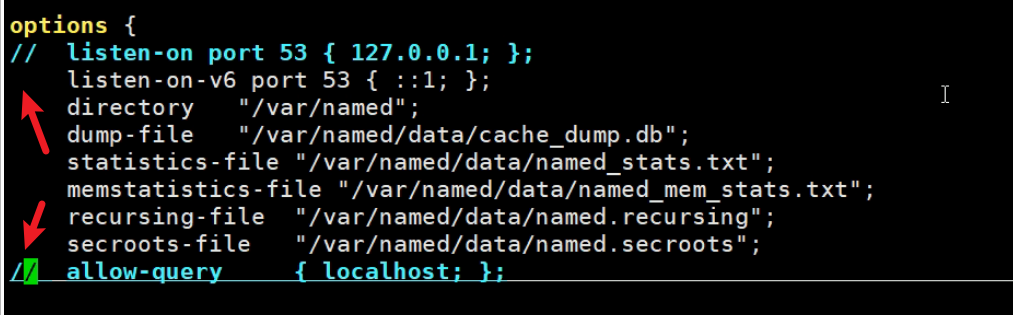 options {
//  listen-on port 53 { 127.0.0.1; };
    listen-on-v6 port 53 { ::1; };
    directory   "/var/named";
    dump-file   "/var/named/data/cache_dump.db";
    statistics-file "/var/named/data/named_stats.txt";
    memstatistics-file "/var/named/data/named_mem_stats.txt";
    recursing-file  "/var/named/data/named.recursing";
    secroots-file   "/var/named/data/named.secroots";
//  allow-query     { localhost; };